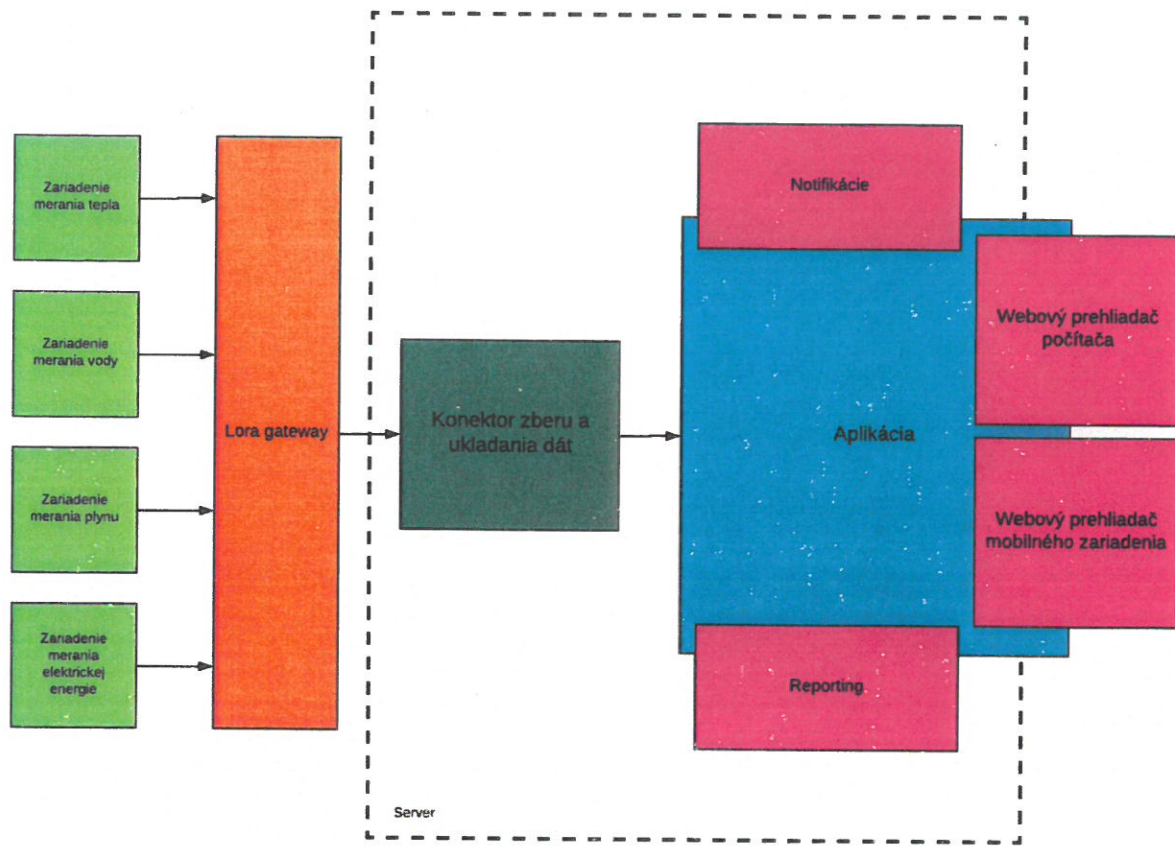 Zariadenie
merania tepla
Zariadenie
merania vody
Zariadenie
merania plynu
Zariadenie
merania
elektrickej
energie
Lora gateway
Konektor zberu a
ukladania dát
Notifikácie
Aplikácia
Webový prehliadač
počítača
Webový prehliadač
mobilného zariadenia
Reporting
Server